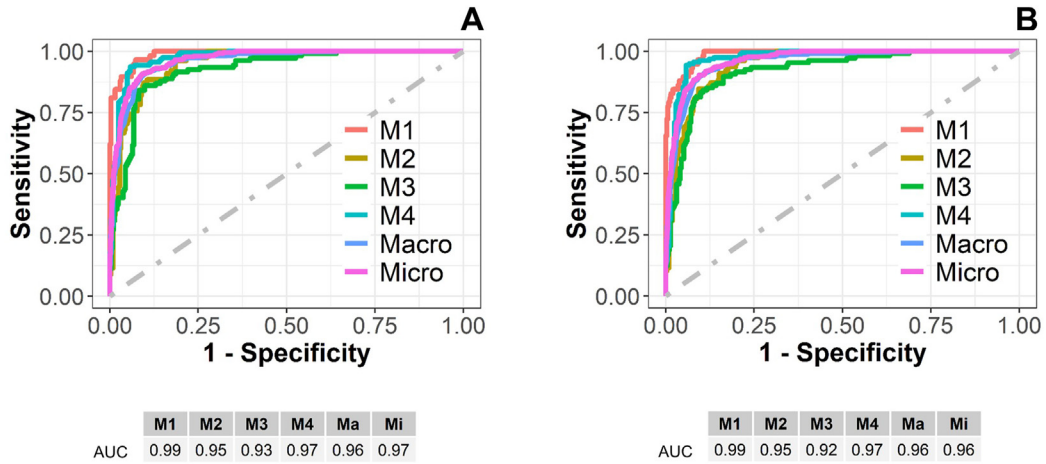 A
1.00
0.75
0.50
0.25
0.00
Sensitivity
M1
M2
M3
M4
Macro
Micro
0.00 0.25 0.50 0.75 1.00
1 - Specificity
M1 M2 M3 M4 Ma Mi
AUC 0.99 0.95 0.93 0.97 0.96 0.97
B
1.00
0.75
0.50
0.25
0.00
Sensitivity
M1
M2
M3
M4
Macro
Micro
0.00 0.25 0.50 0.75 1.00
1 - Specificity
M1 M2 M3 M4 Ma Mi
AUC 0.99 0.95 0.92 0.97 0.96 0.96